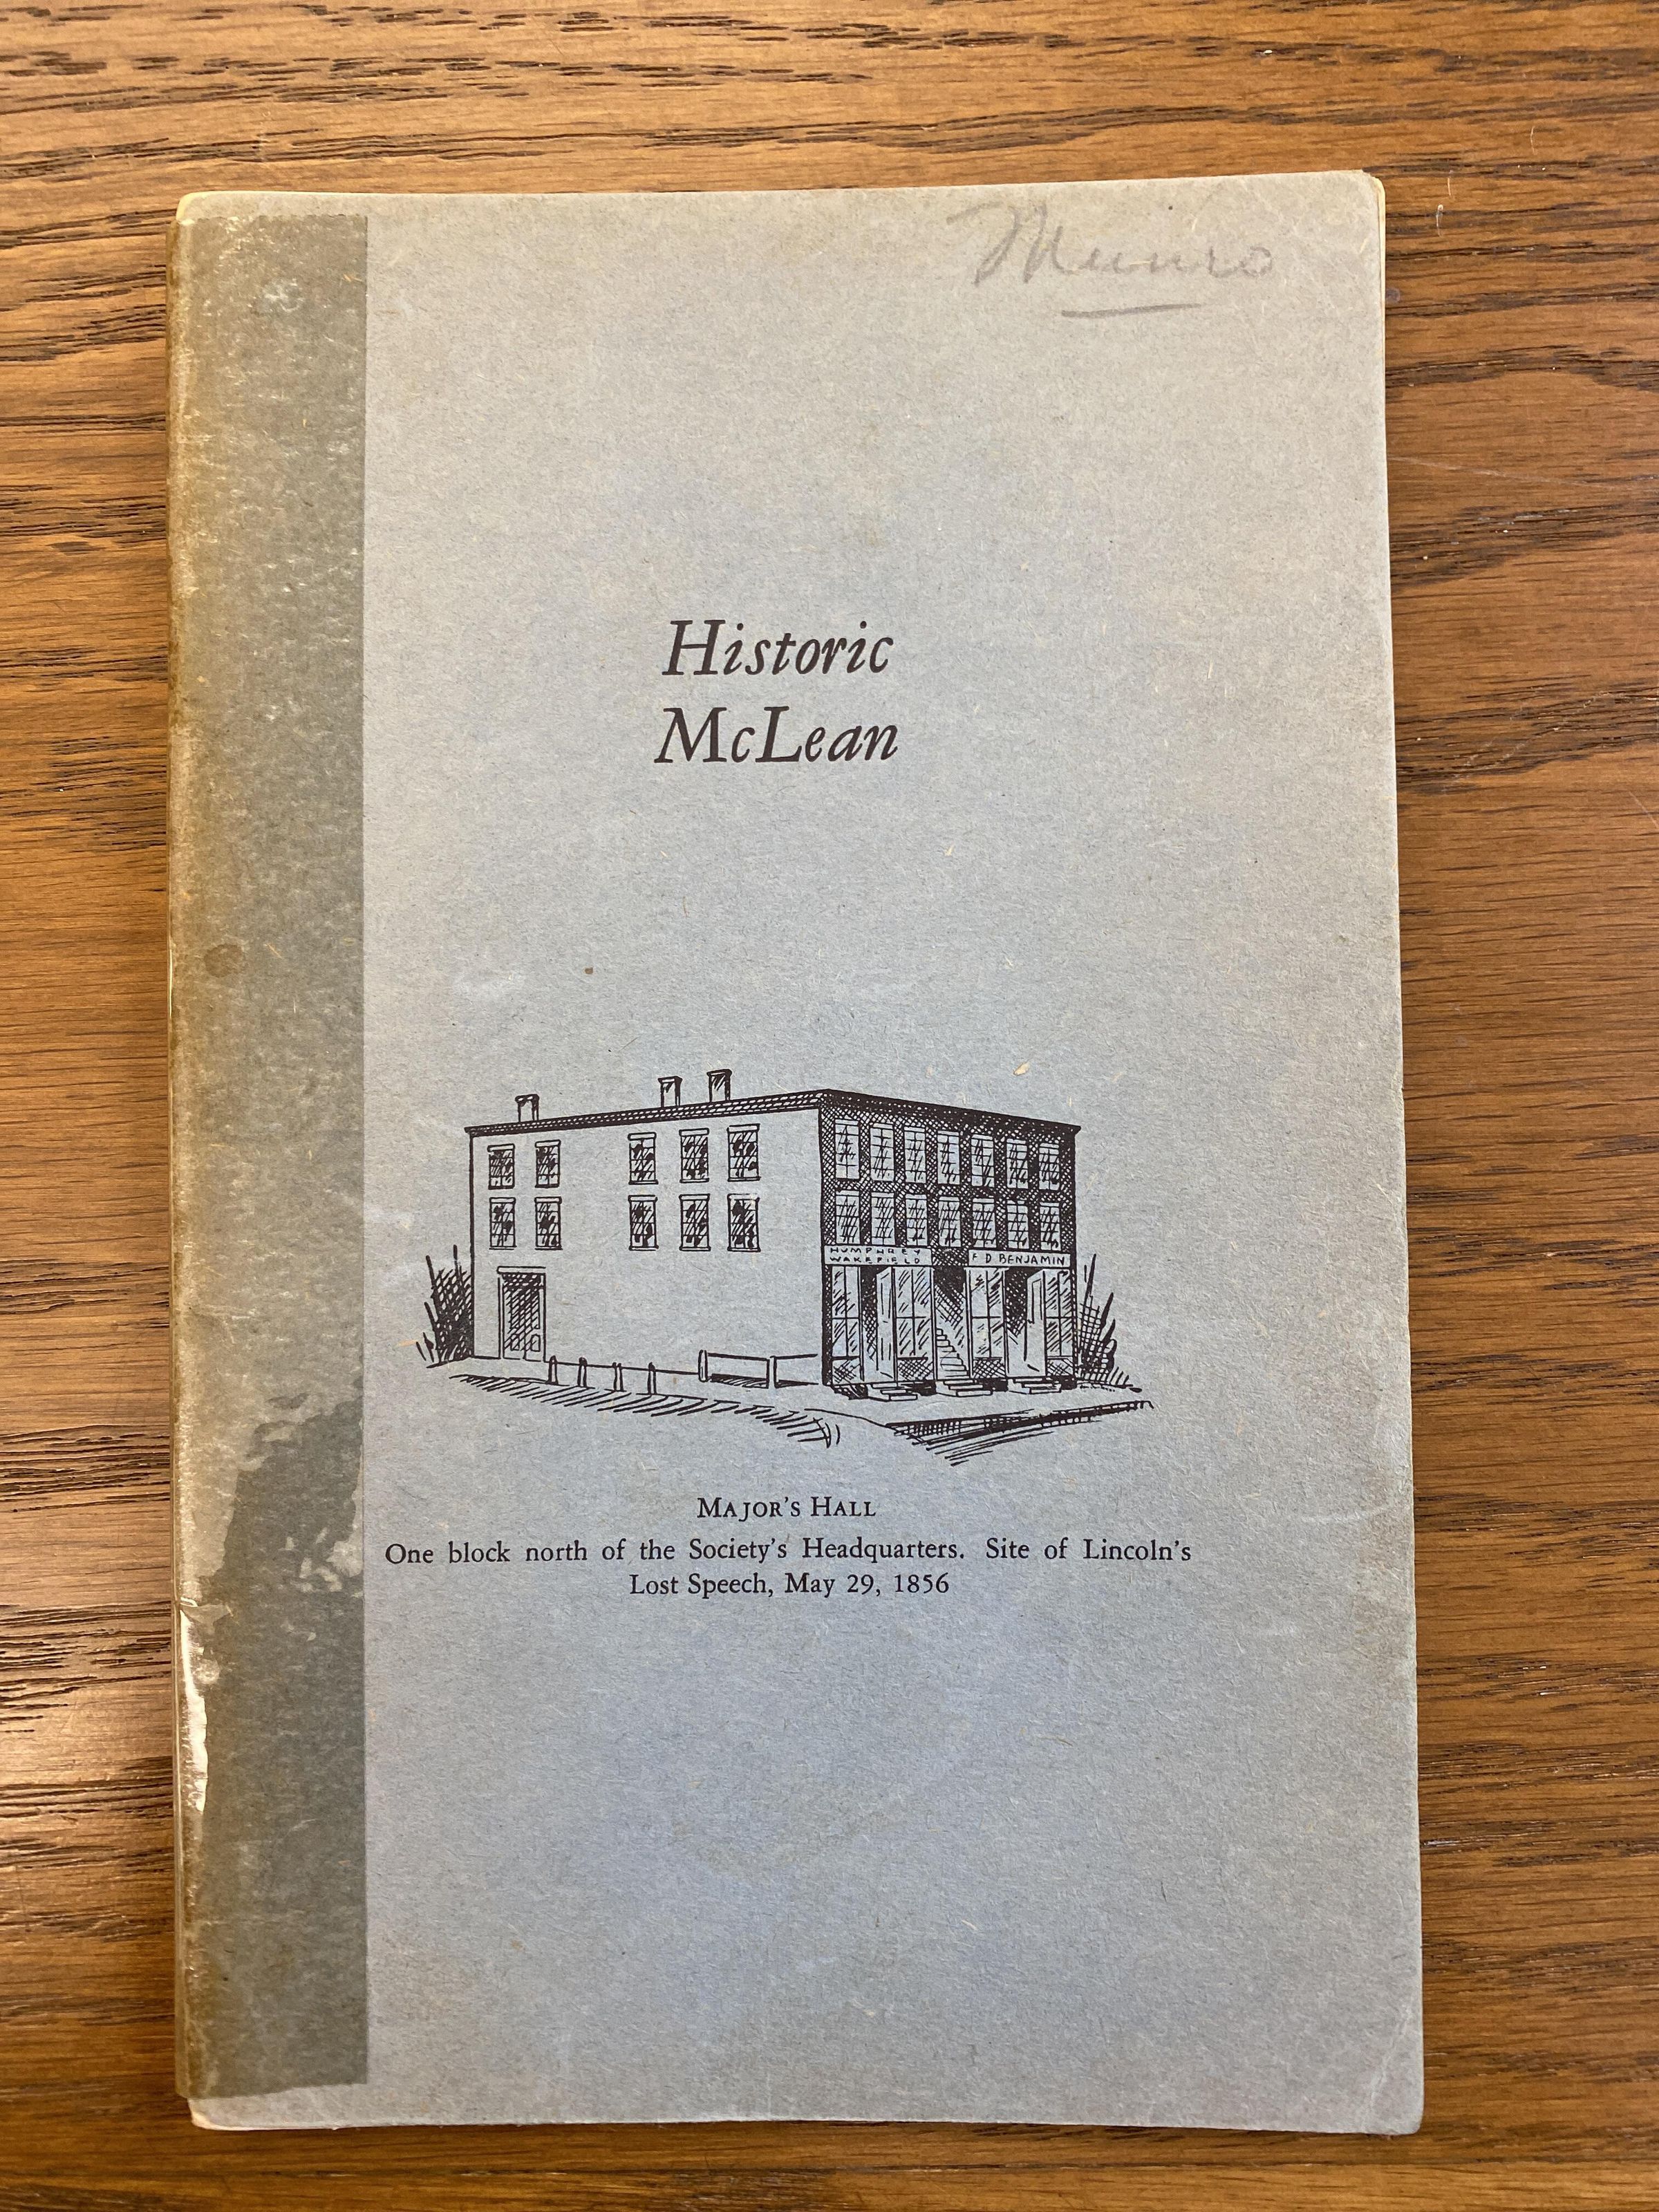 Munro
Historic
McLean
HUMPHREY
WAKEFIELD
F D BENJAMIN
MAJOR'S HALL
One block north of the Society's Headquarters. Site of Lincoln's
Lost Speech, May 29, 1856